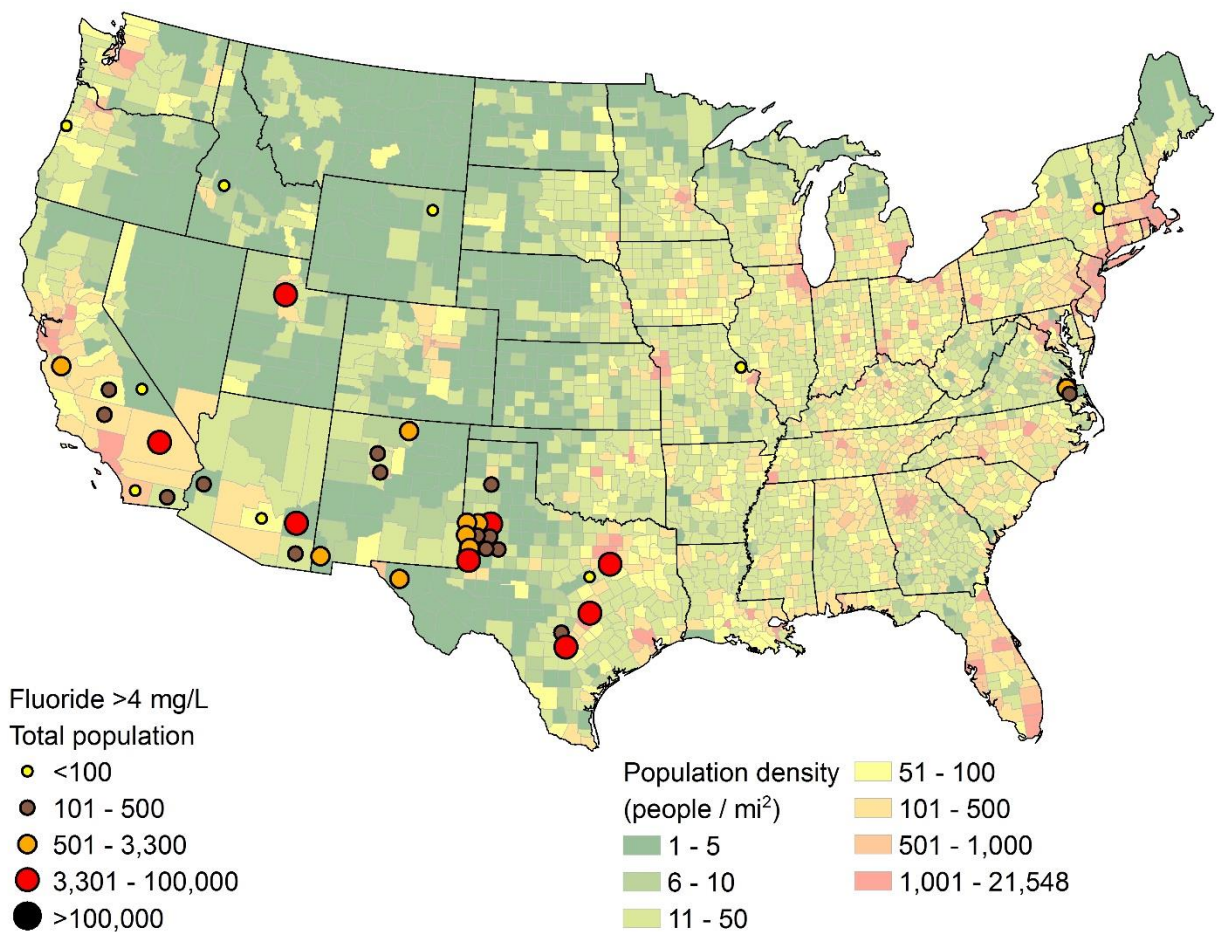 Fluoride >4 mg/L
Total population
<100
101 - 500
501 - 3,300
3,301 - 100,000
>100,000
Population density
(people / mi²)
1 - 5
6 - 10
11 - 50
51 - 100
101 - 500
501 - 1,000
1,001 - 21,548